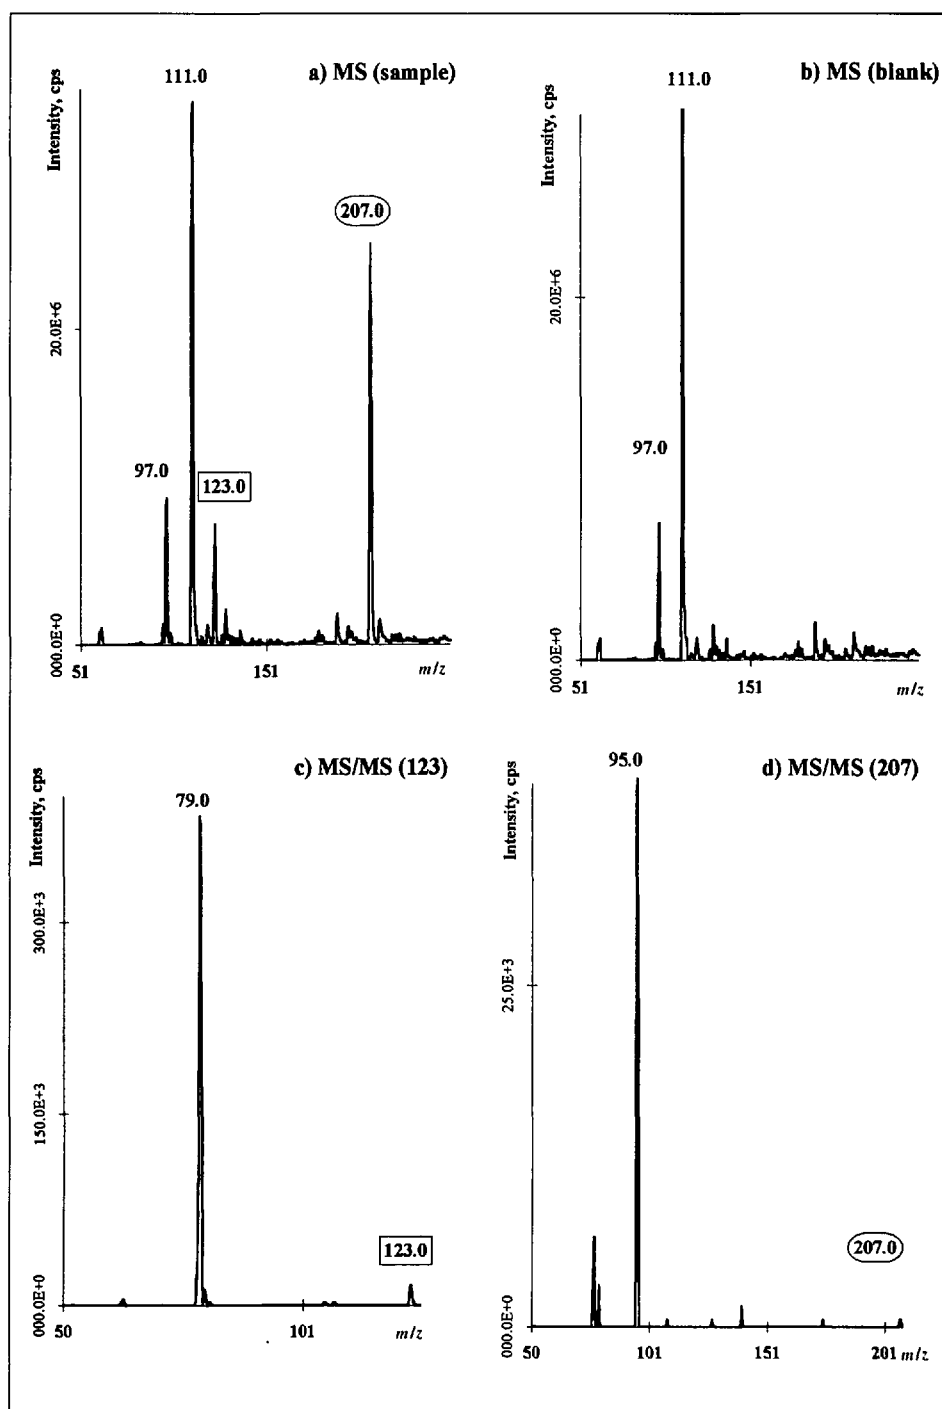 a) MS (sample)
111.0
Intensity, cps
207.0
20.0E+6
97.0
123.0
000.0E+0
51
151
m/z
b) MS (blank)
111.0
Intensity, cps
20.0E+6
97.0
000.0E+0
51
151
m/z
c) MS/MS (123)
79.0
Intensity, cps
300.0E+3
150.0E+3
123.0
000.0E+0
50
101
m/z
d) MS/MS (207)
95.0
Intensity, cps
25.0E+3
207.0
000.0E+0
50
101
151
201 m/z